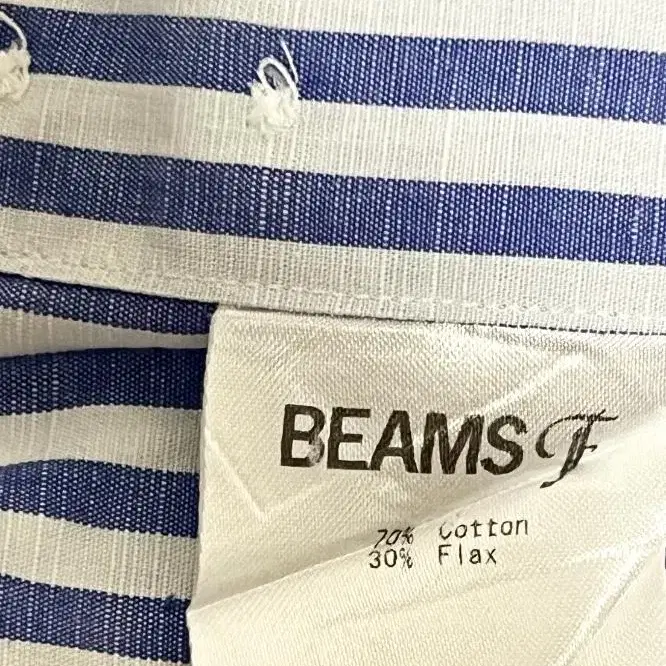 BEAMS F
70% Cotton
30% Flax